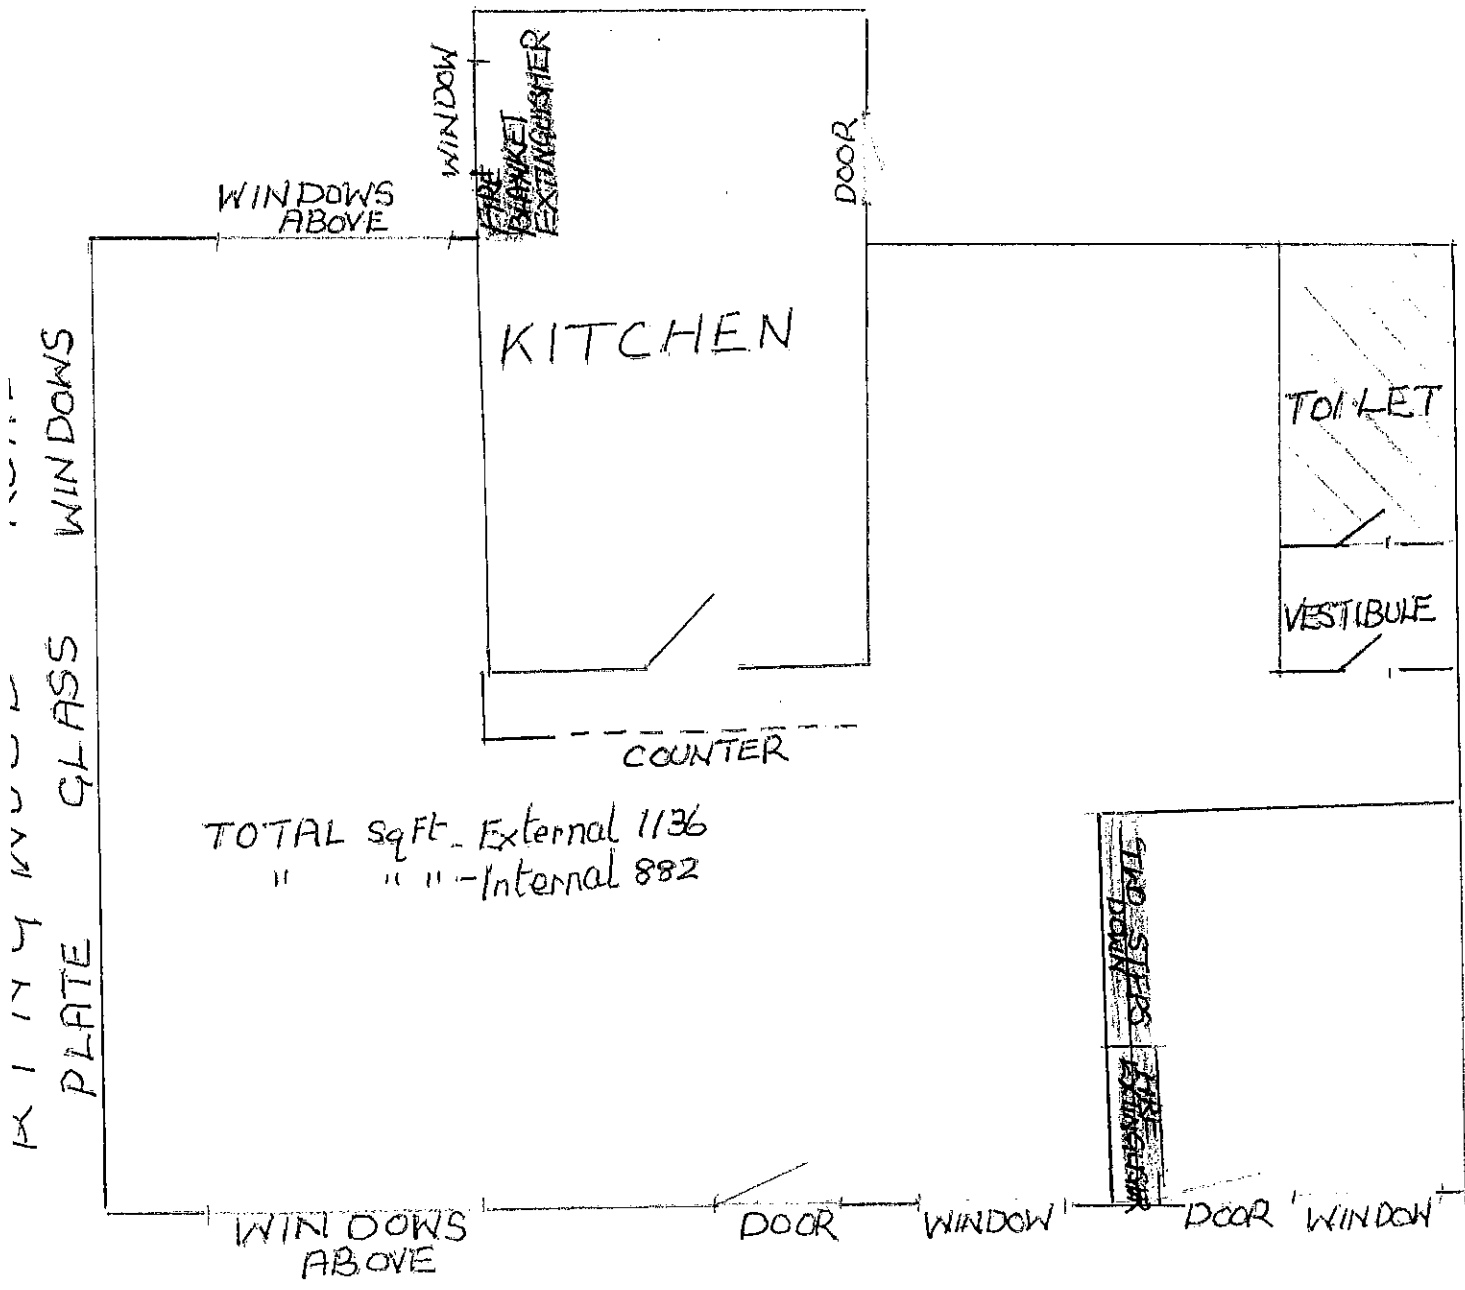 WINDOW
FIRE
BLANKET
EXTINGUISHER
DOOR
WINDOWS
ABOVE
KITCHEN
TOILET
VESTIBULE
PLATE GLASS WINDOWS
COUNTER
TOTAL Sq Ft - External 1136
" " " - Internal 882
TWO STEPS
DOWN
FIRE
WINDOWS
ABOVE
DOOR
WINDOW
DOOR
WINDOW